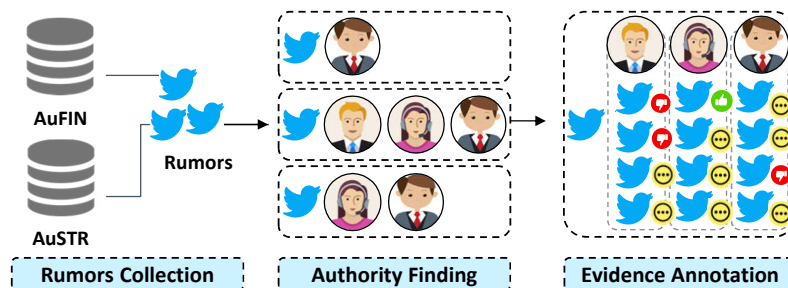 AuFIN
Rumors
AuSTR
Rumors Collection
Authority Finding
Evidence Annotation